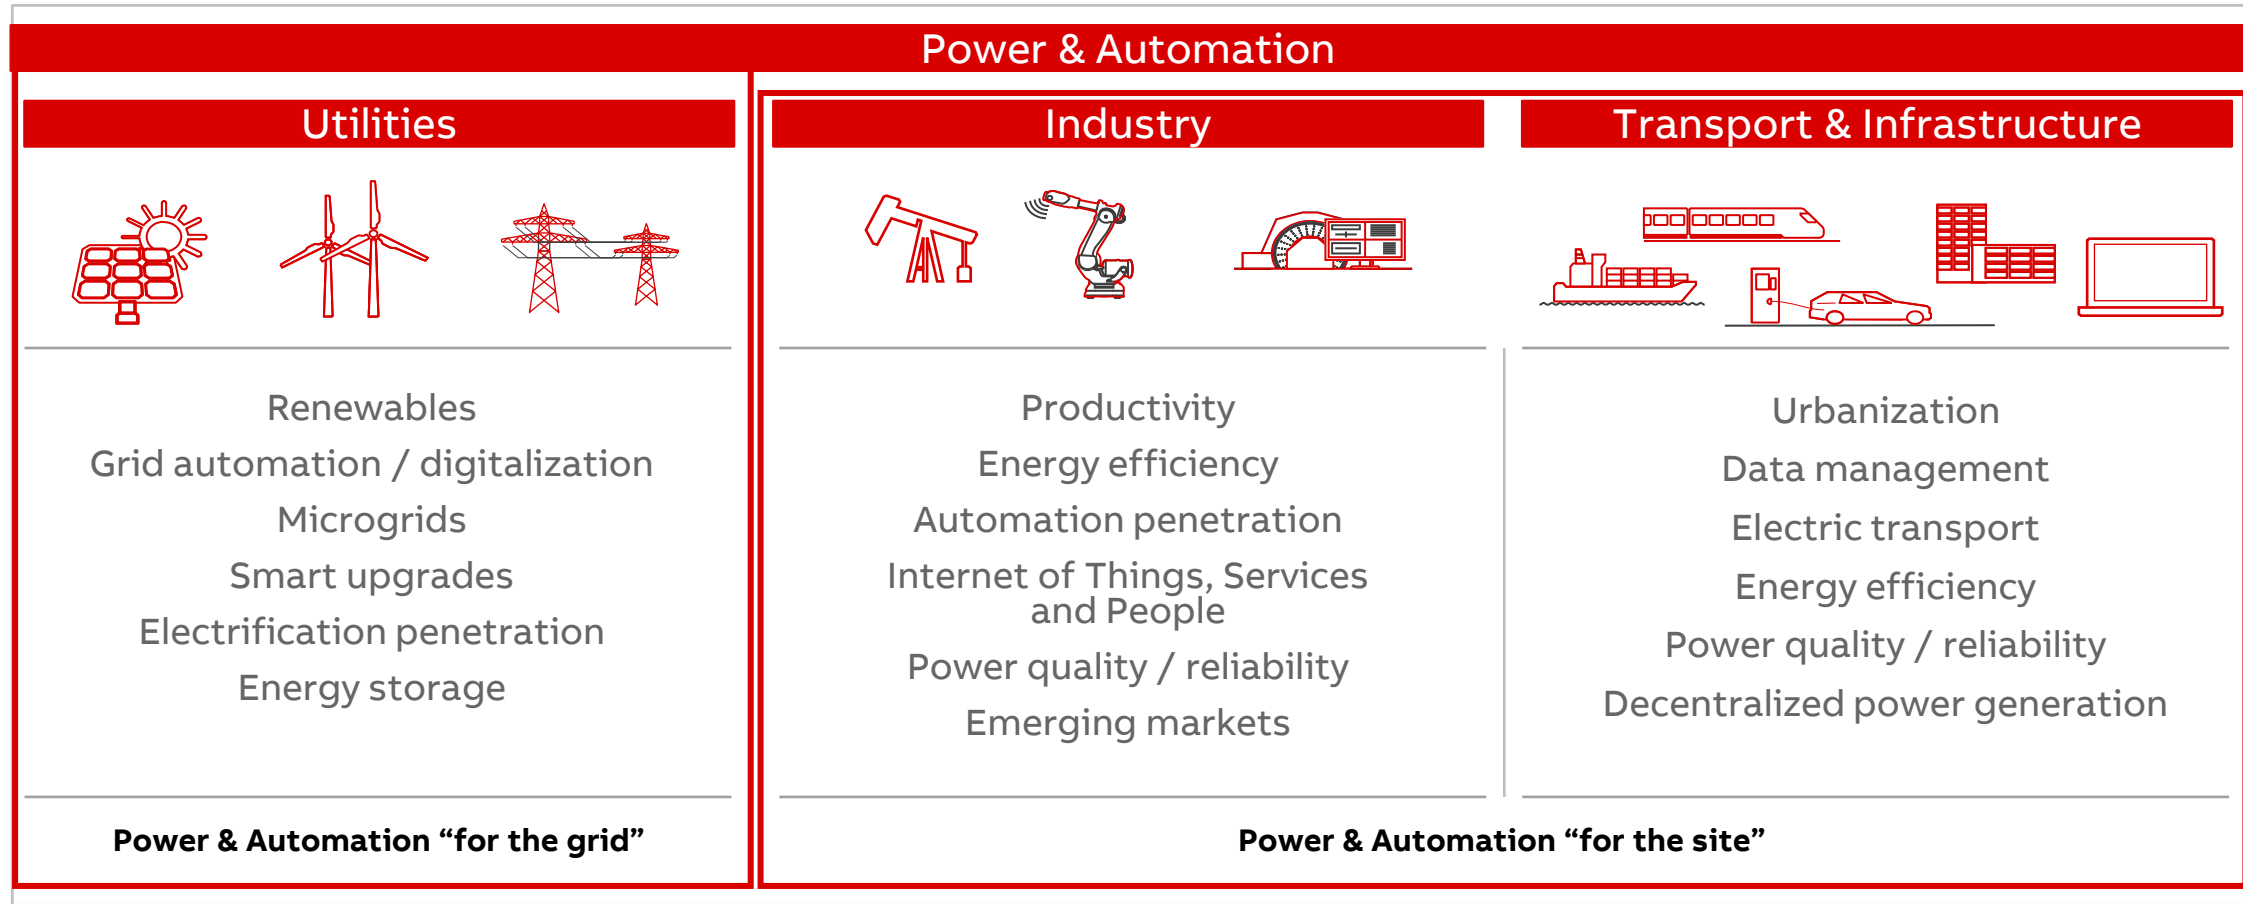 Power & Automation
Utilities
Renewables
Grid automation / digitalization
Microgrids
Smart upgrades
Electrification penetration
Energy storage
Power & Automation “for the grid”
Industry
Productivity
Energy efficiency
Automation penetration
Internet of Things, Services
and People
Power quality / reliability
Emerging markets
Transport & Infrastructure
Urbanization
Data management
Electric transport
Energy efficiency
Power quality / reliability
Decentralized power generation
Power & Automation “for the site”